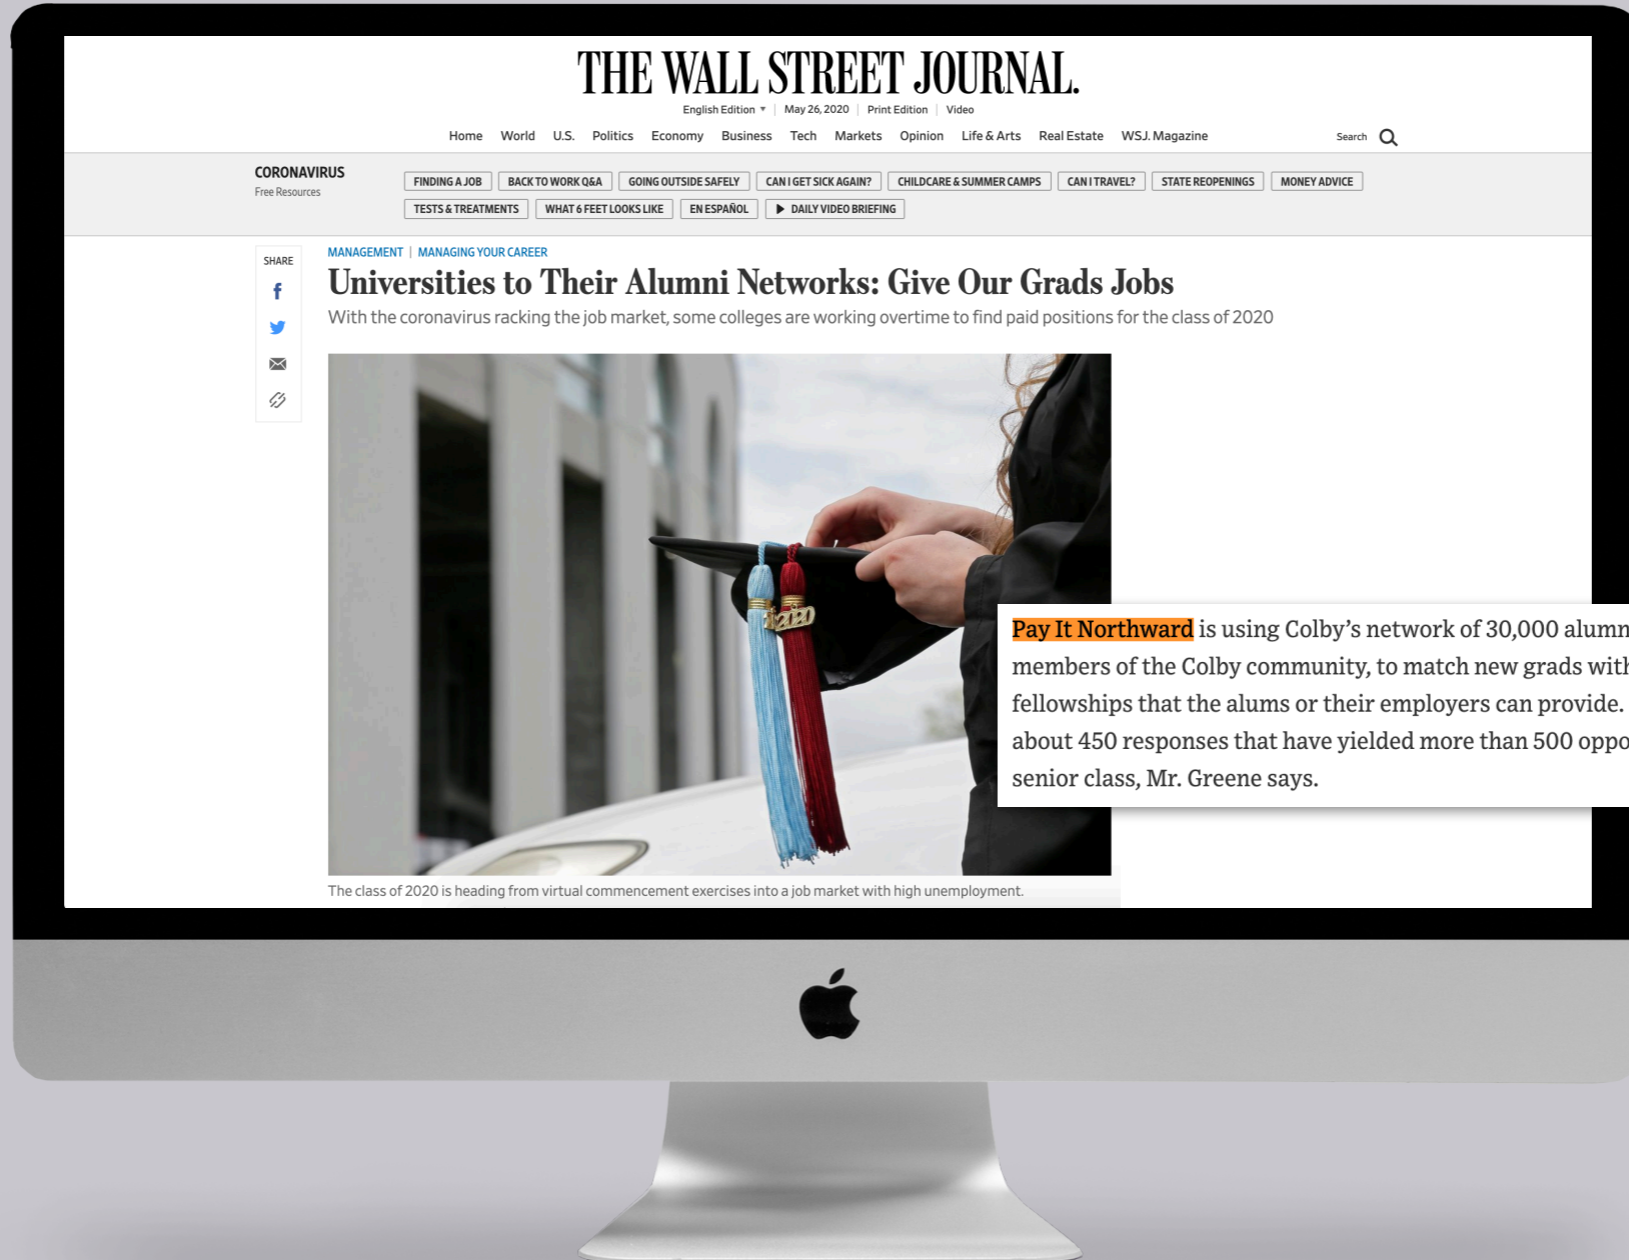 THE WALL STREET JOURNAL.
English Edition | May 26, 2020 | Print Edition | Video
Home World U.S. Politics Economy Business Tech Markets Opinion Life & Arts Real Estate WSJ. Magazine Search
CORONAVIRUS
Free Resources
FINDING A JOB BACK TO WORK Q&A GOING OUTSIDE SAFELY CAN I GET SICK AGAIN? CHILDCARE & SUMMER CAMPS CAN I TRAVEL? STATE REOPENINGS MONEY ADVICE
TESTS & TREATMENTS WHAT 6 FEET LOOKS LIKE EN ESPAÑOL DAILY VIDEO BRIEFING
SHARE
MANAGEMENT | MANAGING YOUR CAREER
Universities to Their Alumni Networks: Give Our Grads Jobs
With the coronavirus racking the job market, some colleges are working overtime to find paid positions for the class of 2020
2020
Pay It Northward is using Colby's network of 30,000 alumn
members of the Colby community, to match new grads with
fellowships that the alums or their employers can provide.
about 450 responses that have yielded more than 500 oppo
senior class, Mr. Greene says.
The class of 2020 is heading from virtual commencement exercises into a job market with high unemployment.